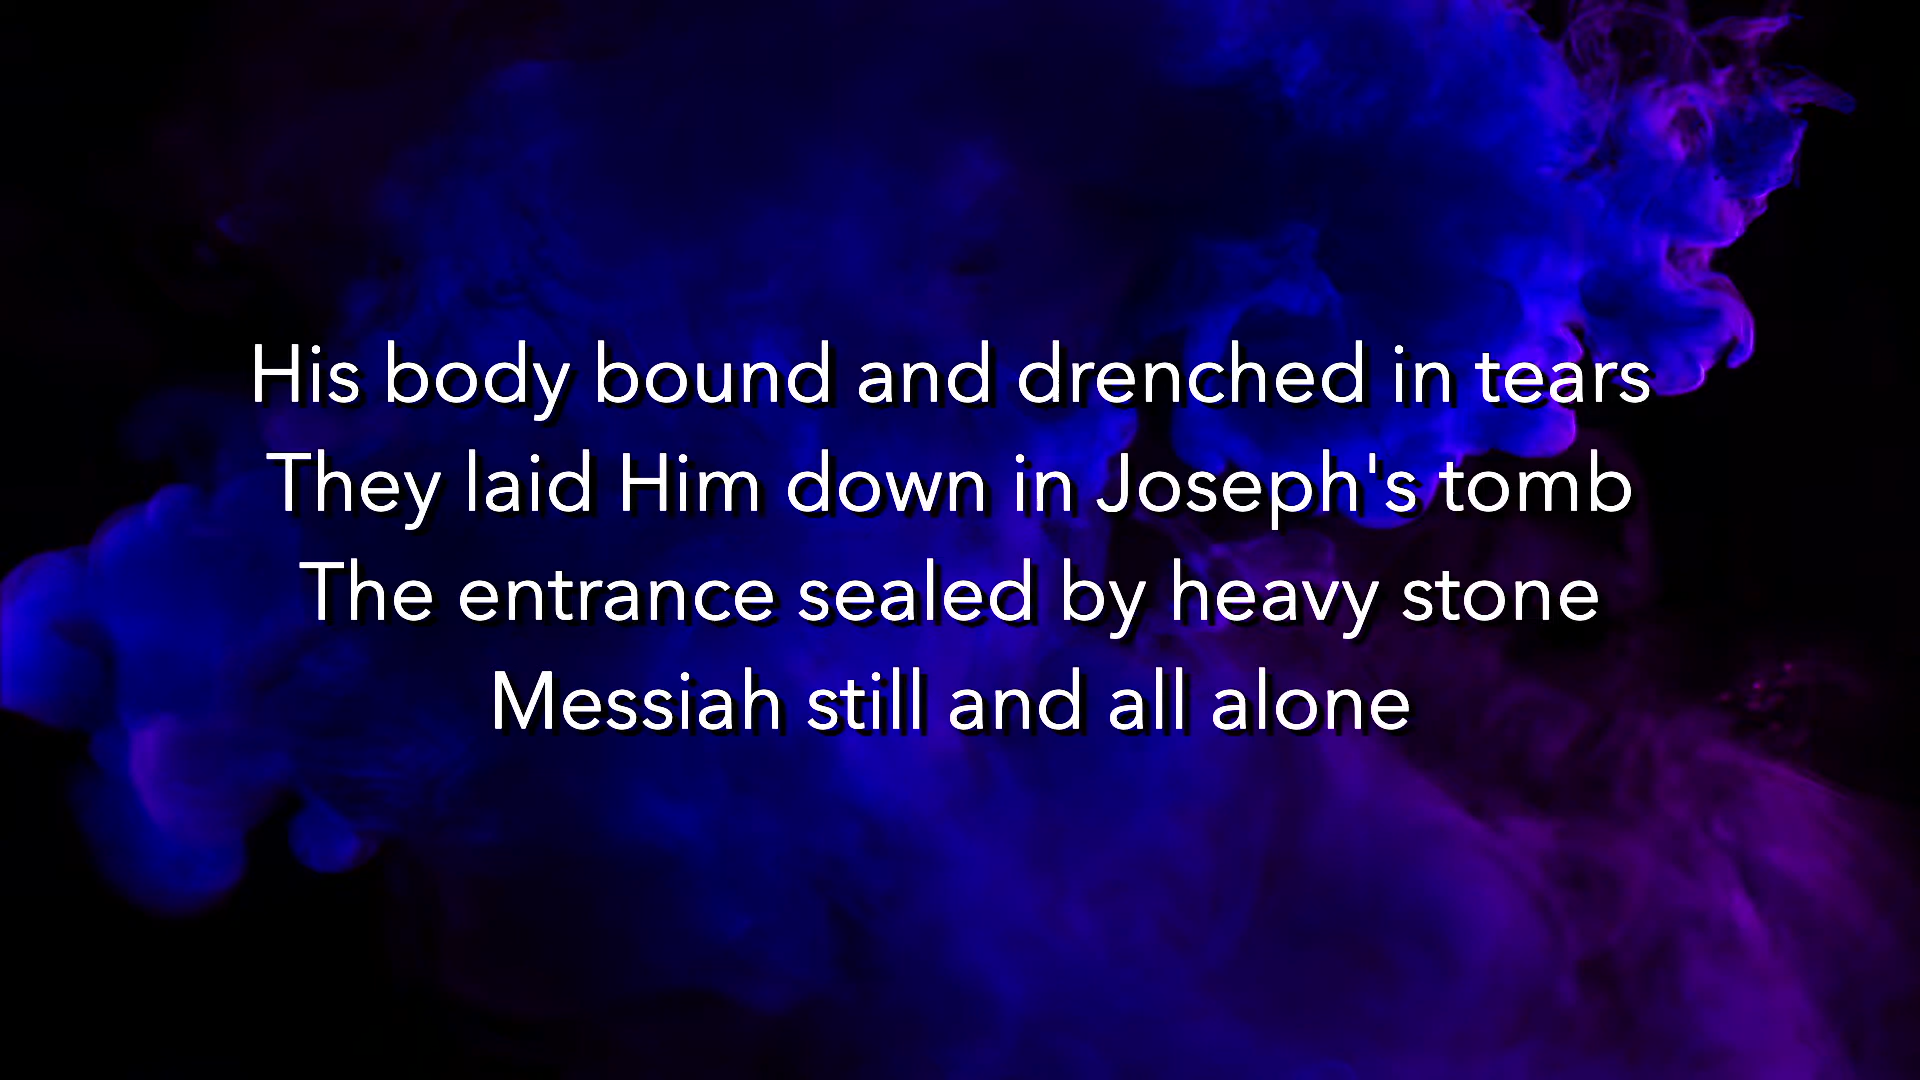 His body bound and drenched in tears
They laid Him down in Joseph's tomb
The entrance sealed by heavy stone
Messiah still and all alone